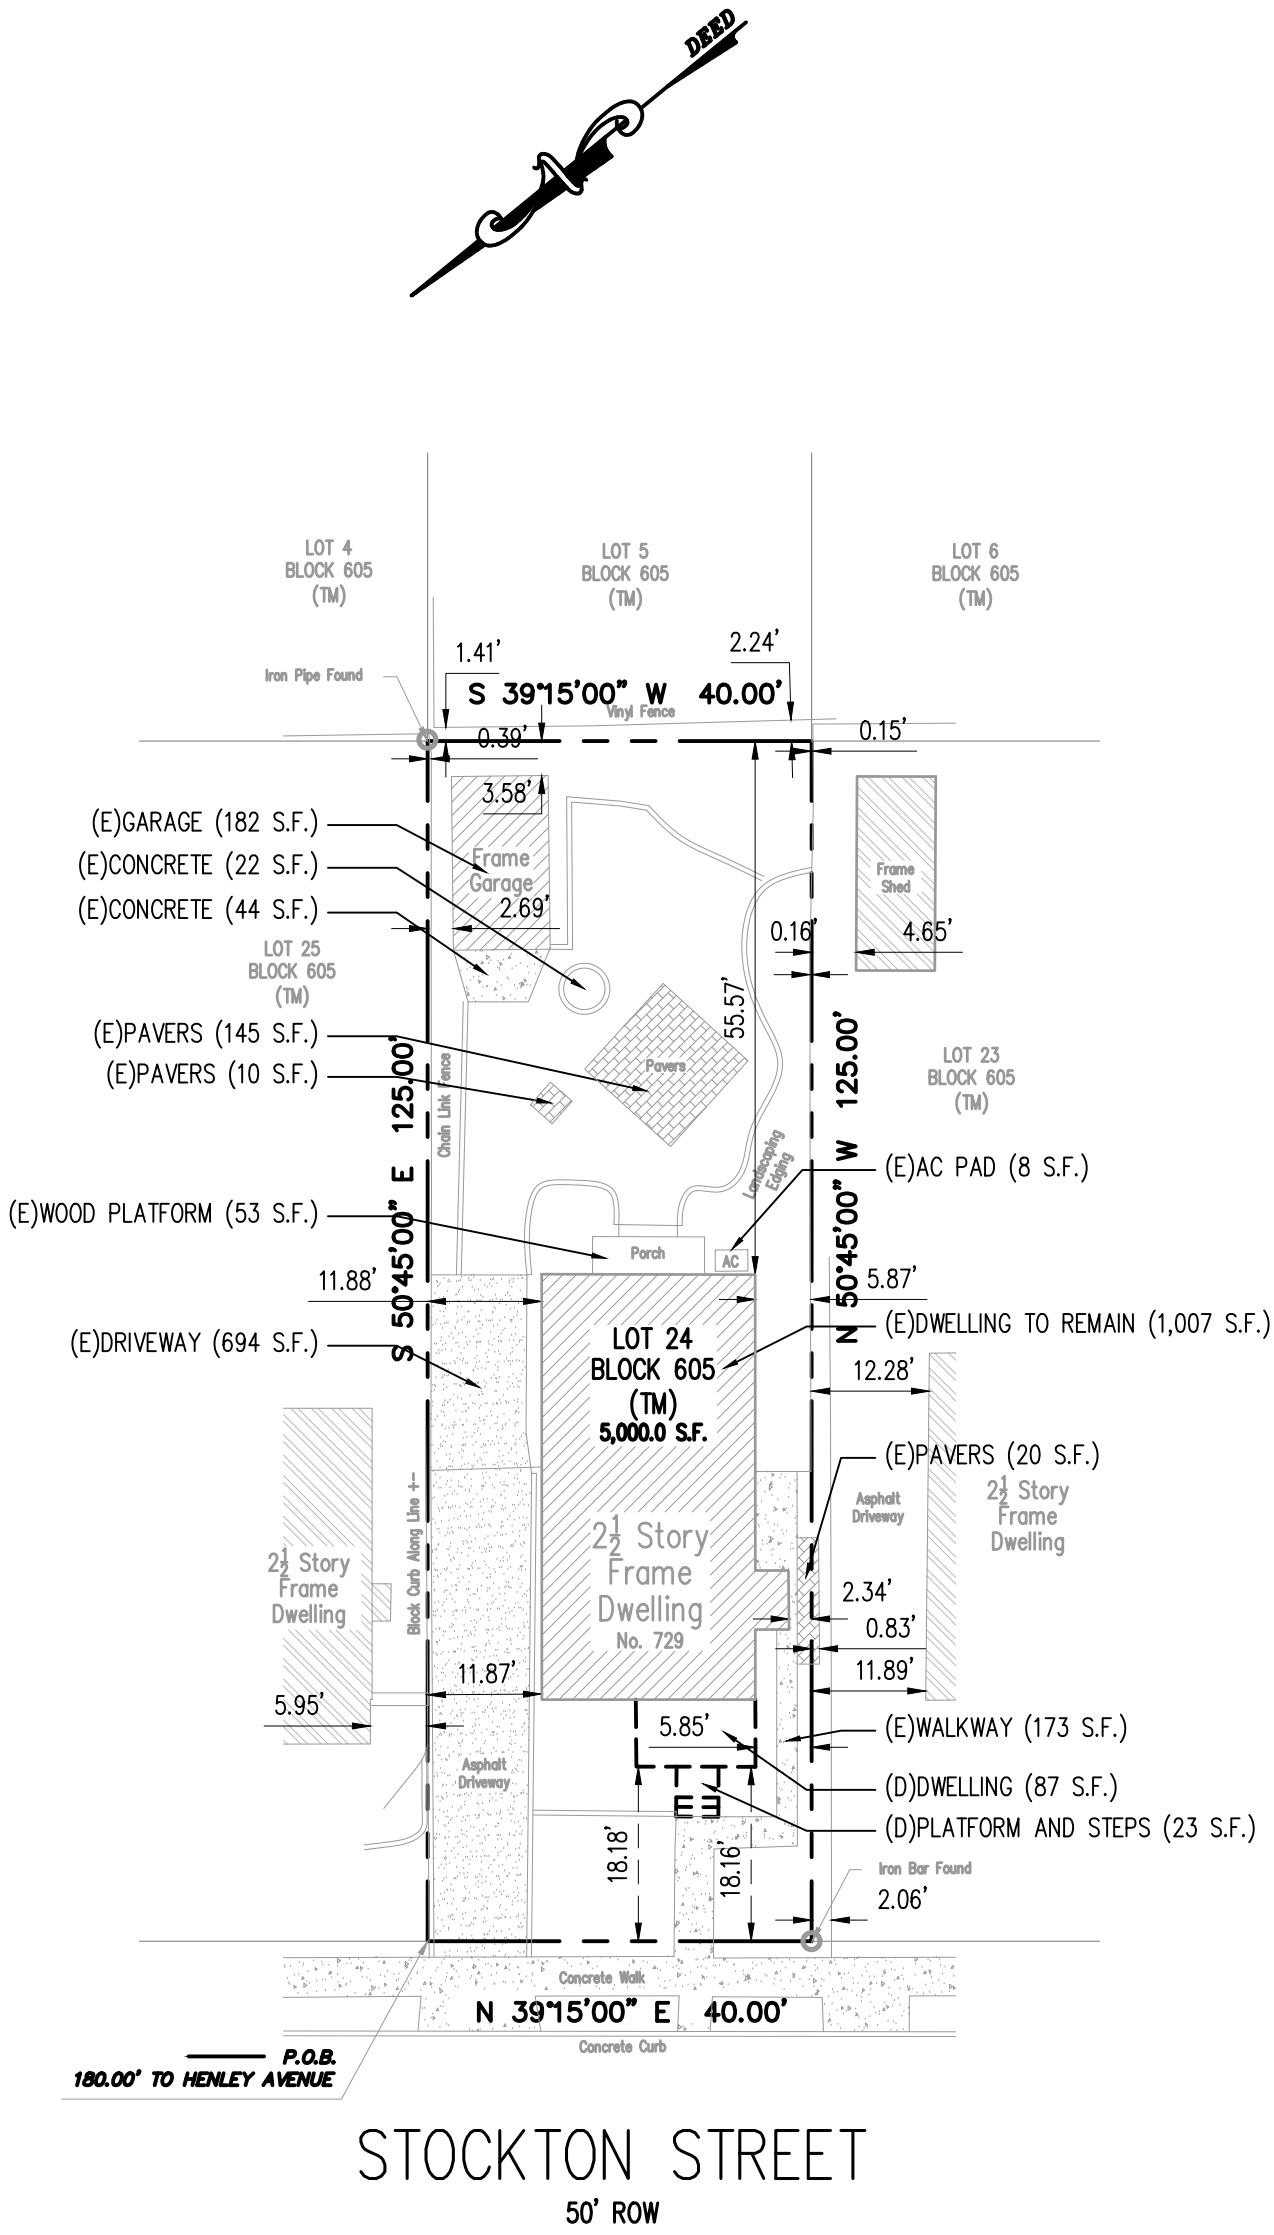 DEED
LOT 4
BLOCK 605
(TM)
LOT 5
BLOCK 605
(TM)
LOT 6
BLOCK 605
(TM)
1.41'
2.24'
Iron Pipe Found
S 39°15'00" W 40.00'
Vinyl Fence
0.39'
0.15'
3.58'
(E)GARAGE (182 S.F.)
(E)CONCRETE (22 S.F.)
(E)CONCRETE (44 S.F.)
Frame
Garage
2.69'
Frame
Shed
0.16'
4.65'
LOT 25
BLOCK 605
(TM)
55.57'
(E)PAVERS (145 S.F.)
(E)PAVERS (10 S.F.)
Pavers
S 50°45'00" E 125.00'
Chain Link Fence
N 50°45'00" W 125.00'
LOT 23
BLOCK 605
(TM)
Landscaping
Edging
(E)AC PAD (8 S.F.)
(E)WOOD PLATFORM (53 S.F.)
Porch
AC
11.88'
5.87'
(E)DRIVEWAY (694 S.F.)
LOT 24
BLOCK 605
(TM)
5,000.0 S.F.
(E)DWELLING TO REMAIN (1,007 S.F.)
12.28'
(E)PAVERS (20 S.F.)
Block Curb Along Line +-
Asphalt
Driveway
2½ Story
Frame
Dwelling
2½ Story
Frame
Dwelling
2½ Story
Frame
Dwelling
No. 729
2.34'
0.83'
11.87'
11.89'
5.95'
5.85'
(E)WALKWAY (173 S.F.)
Asphalt
Driveway
(D)DWELLING (87 S.F.)
(D)PLATFORM AND STEPS (23 S.F.)
18.18'
18.16'
Iron Bar Found
2.06'
Concrete Walk
N 39°15'00" E 40.00'
Concrete Curb
P.O.B.
180.00' TO HENLEY AVENUE
STOCKTON STREET
50' ROW